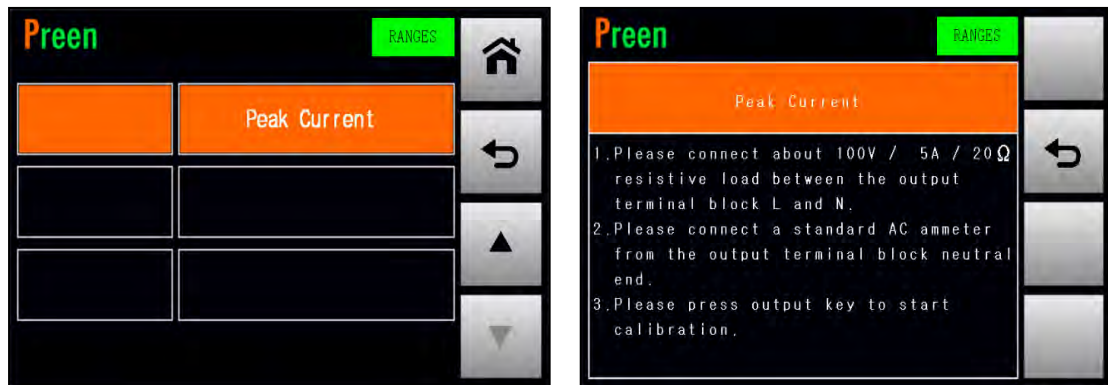 Preen
RANGES
Peak Current
Preen
RANGES
Peak Current
1.Please connect about 100V / 5A / 20Ω
resistive load between the output
terminal block L and N.
2.Please connect a standard AC ammeter
from the output terminal block neutral
end.
3.Please press output key to start
calibration.